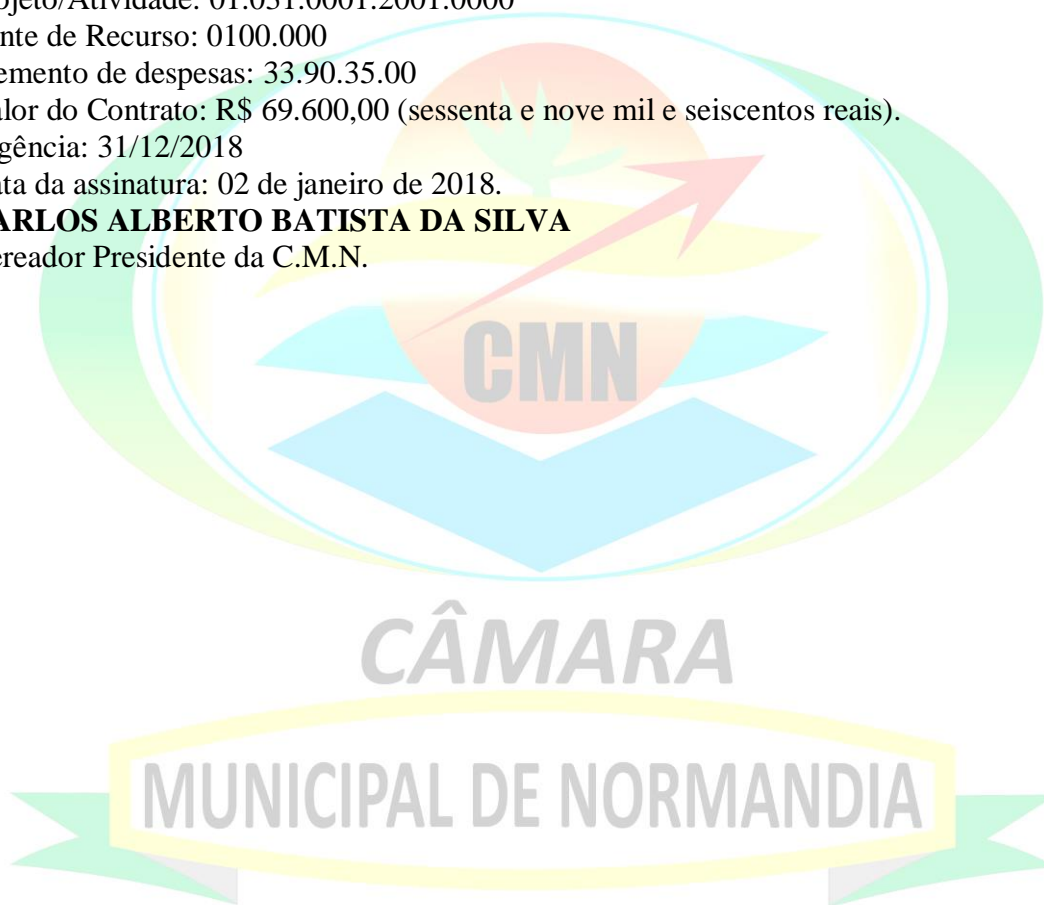 ojeto/Atividade: 01.031.0001.2001.0000
nte de Recurso: 0100.000
emento de despesas: 33.90.35.00
alor do Contrato: R$ 69.600,00 (sessenta e nove mil e seiscentos reais).
gência: 31/12/2018
ata da assinatura: 02 de janeiro de 2018.
ARLOS ALBERTO BATISTA DA SILVA
ereador Presidente da C.M.N.
CMN
CÂMARA
MUNICIPAL DE NORMANDIA